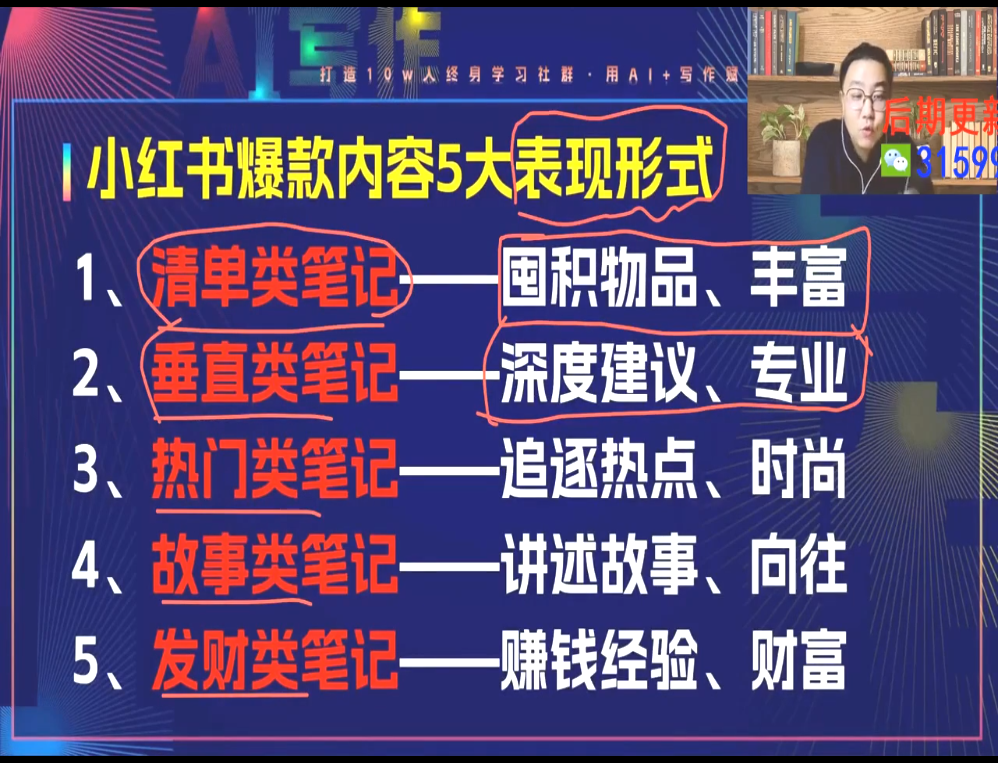 AI写作
打造10w人终身学习社群·用AI+写作赋
后期更新
31599
小红书爆款内容5大表现形式
1、清单类笔记——囤积物品、丰富
2、垂直类笔记——深度建议、专业
3、热门类笔记——追逐热点、时尚
4、故事类笔记——讲述故事、向往
5、发财类笔记——赚钱经验、财富